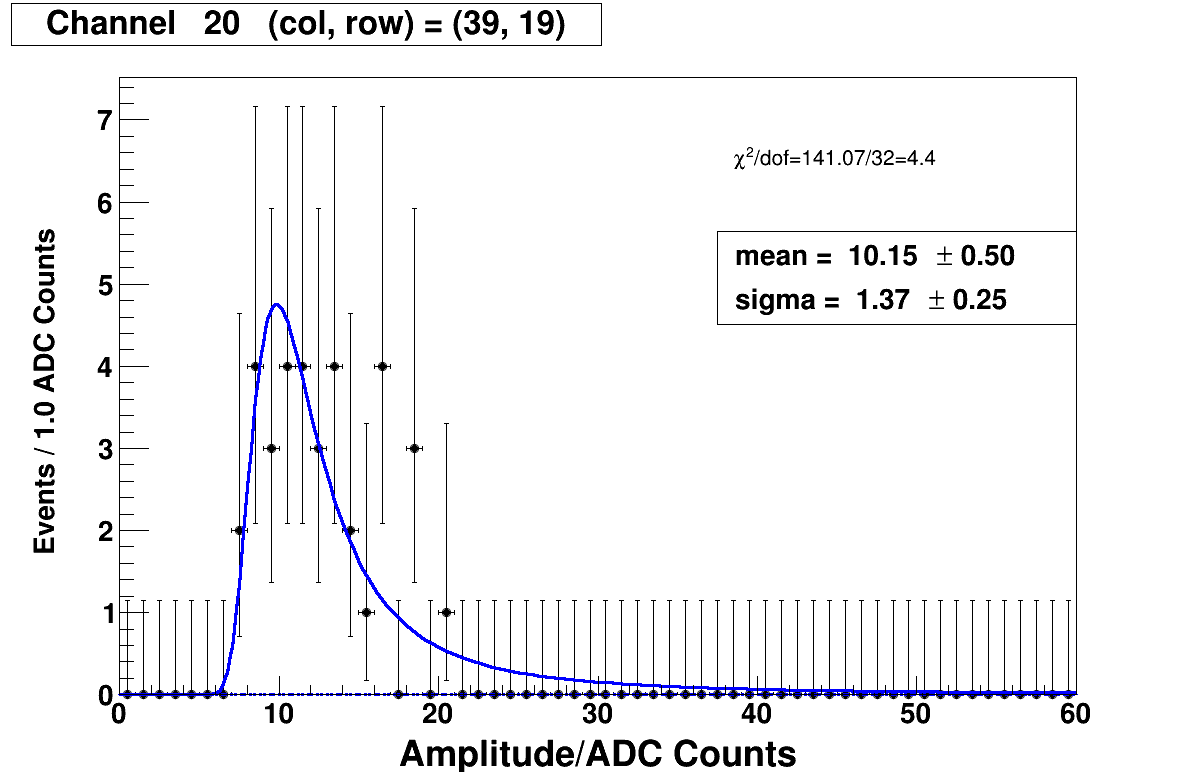 Channel 20 (col, row) = (39, 19)
χ²/dof=141.07/32=4.4
mean = 10.15 ± 0.50
sigma = 1.37 ± 0.25
Events / 1.0 ADC Counts
7
6
5
4
3
2
1
0
0 10 20 30 40 50 60
Amplitude/ADC Counts